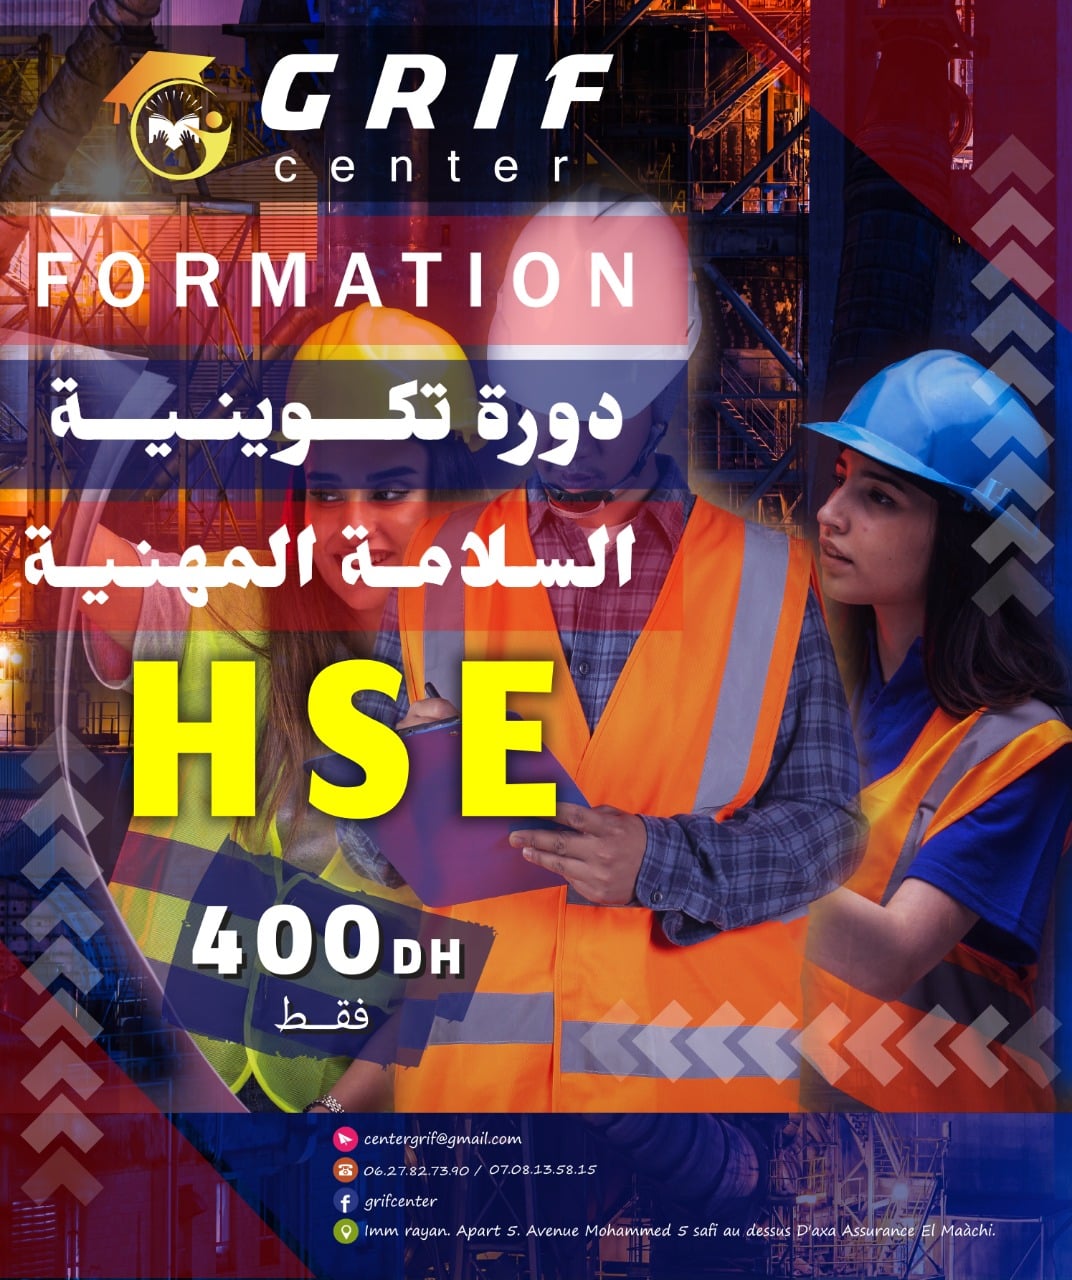 GRIF
center
FORMATION
دورة تكوينية
السلامة المهنية
HSE
400DH
فقط
centergrif@gmail.com
06.27.82.73.90 / 07.08.13.58.15
grifcenter
Imm rayan. Apart 5. Avenue Mohammed 5 safi au dessus D'axa Assurance El Maàchi.